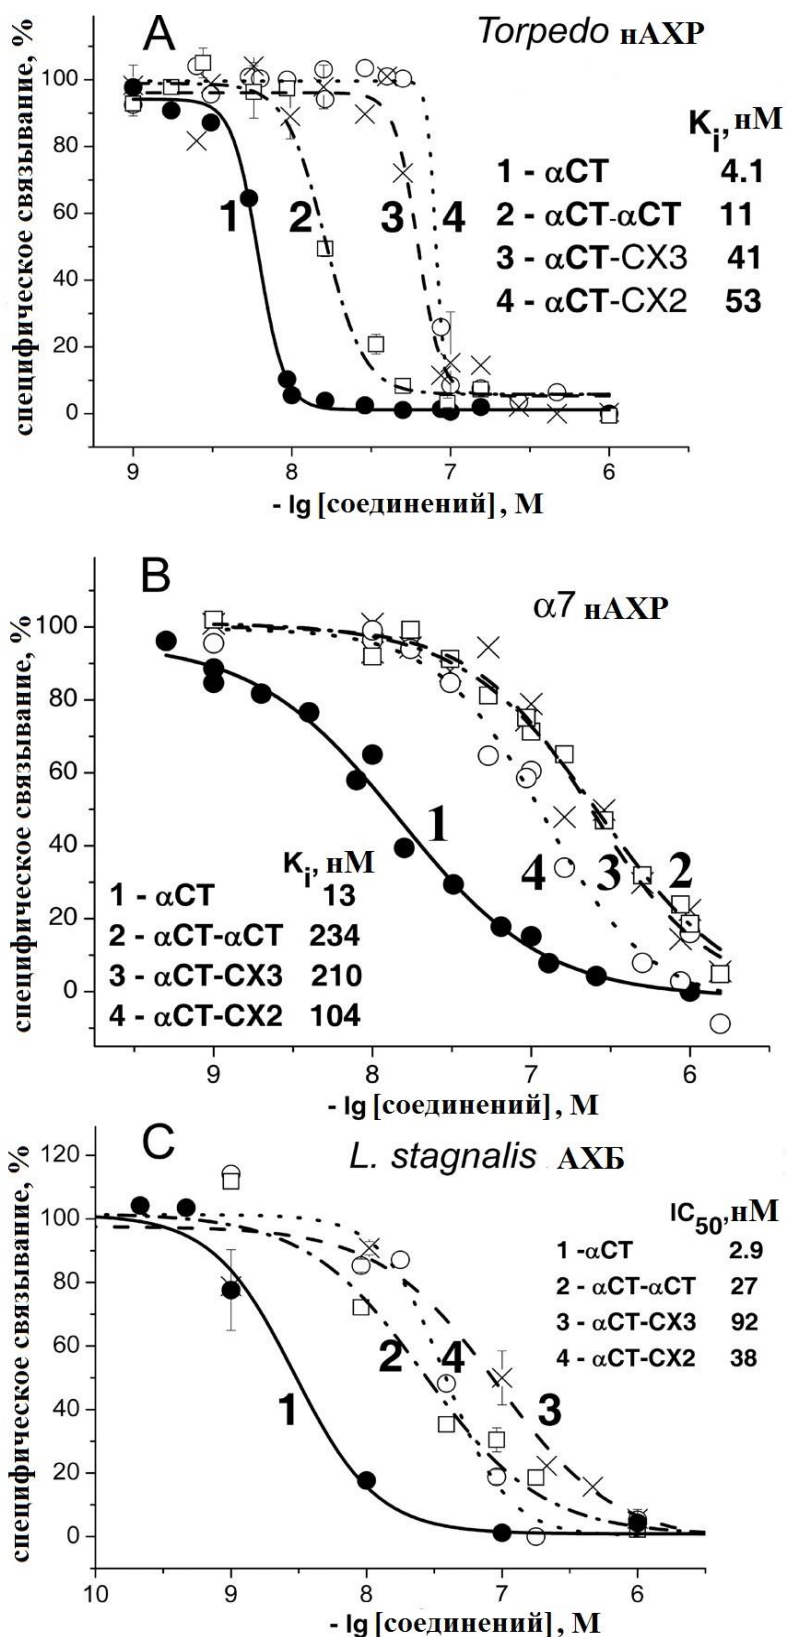 A
Torpedo нАХР
специфическое связывание, %
100
80
60
40
20
0
1
2
3
4
Ki, нМ
1 - αCT 4.1
2 - αCT-αCT 11
3 - αCT-CX3 41
4 - αCT-CX2 53
9 8 7 6
- lg [соединений], М
B
α7 нАХР
специфическое связывание, %
100
80
60
40
20
0
1
4
3
2
Ki, нМ
1 - αCT 13
2 - αCT-αCT 234
3 - αCT-CX3 210
4 - αCT-CX2 104
9 8 7 6
- lg [соединений], М
C
L. stagnalis АХБ
специфическое связывание, %
120
100
80
60
40
20
0
1
2
4
3
IC50, нМ
1 -αCT 2.9
2 - αCT-αCT 27
3 - αCT-CX3 92
4 - αCT-CX2 38
10 9 8 7 6
- lg [соединений], М